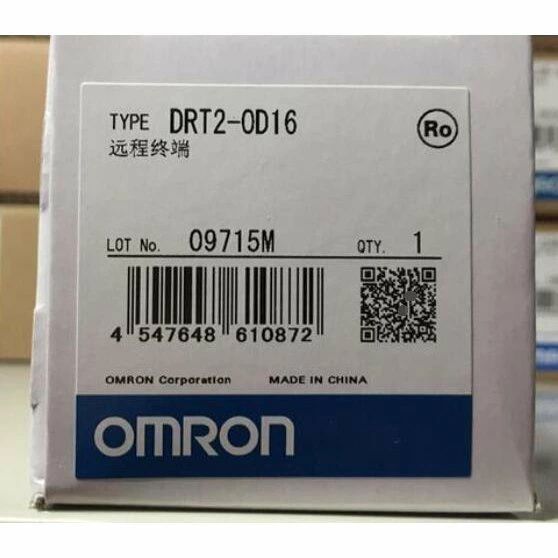 TYPE DRT2-OD16
Ro
远程终端
LOT No. 09715M QTY. 1
4 547648 610872
OMRON Corporation MADE IN CHINA
OMRON